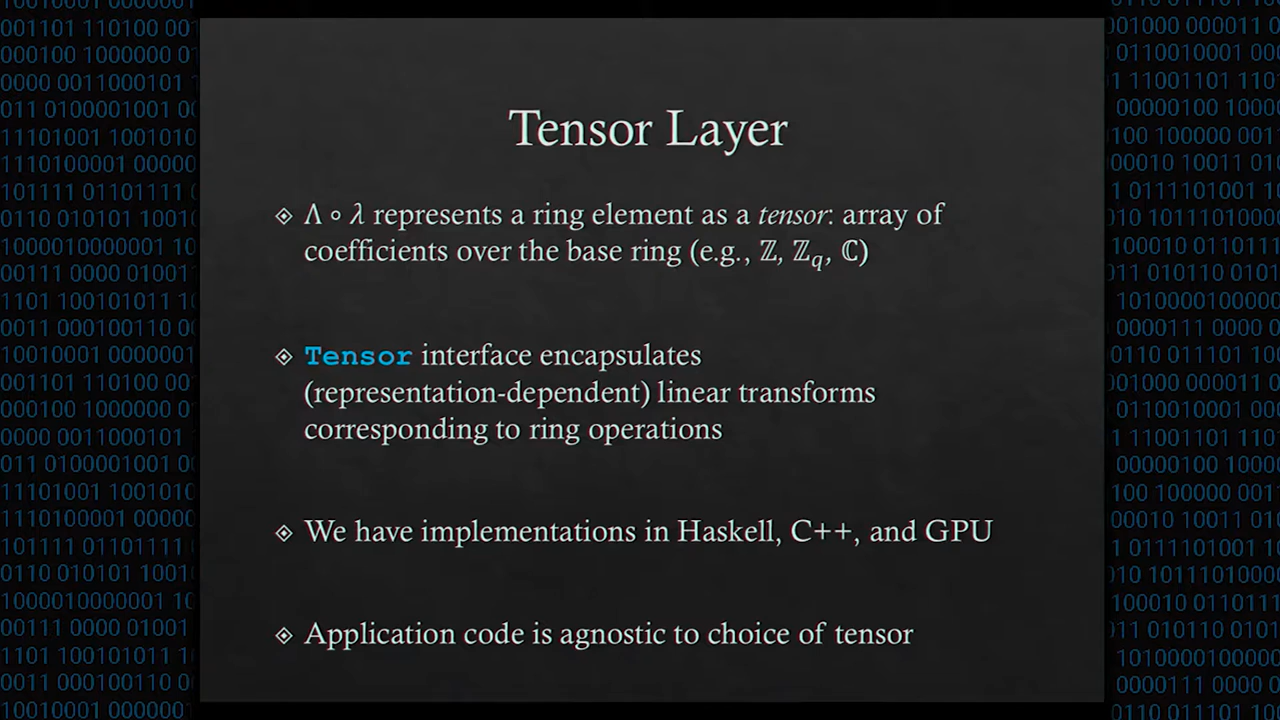 Tensor Layer
Λ ∘ λ represents a ring element as a tensor: array of
coefficients over the base ring (e.g., ℤ, ℤq, ℂ)
Tensor interface encapsulates
(representation-dependent) linear transforms
corresponding to ring operations
We have implementations in Haskell, C++, and GPU
Application code is agnostic to choice of tensor